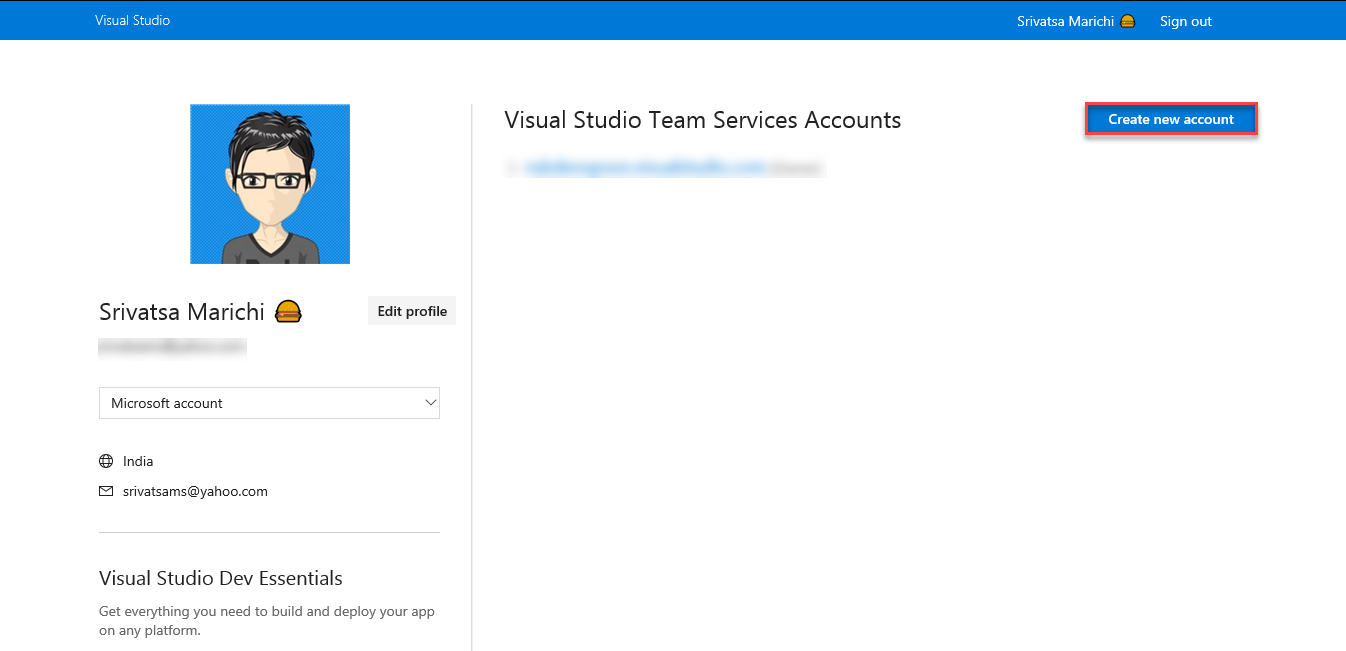 Visual Studio
Srivatsa Marichi
Sign out
Srivatsa Marichi
Edit profile
Microsoft account
India
srivatsams@yahoo.com
Visual Studio Dev Essentials
Get everything you need to build and deploy your app
on any platform.
Visual Studio Team Services Accounts
Create new account